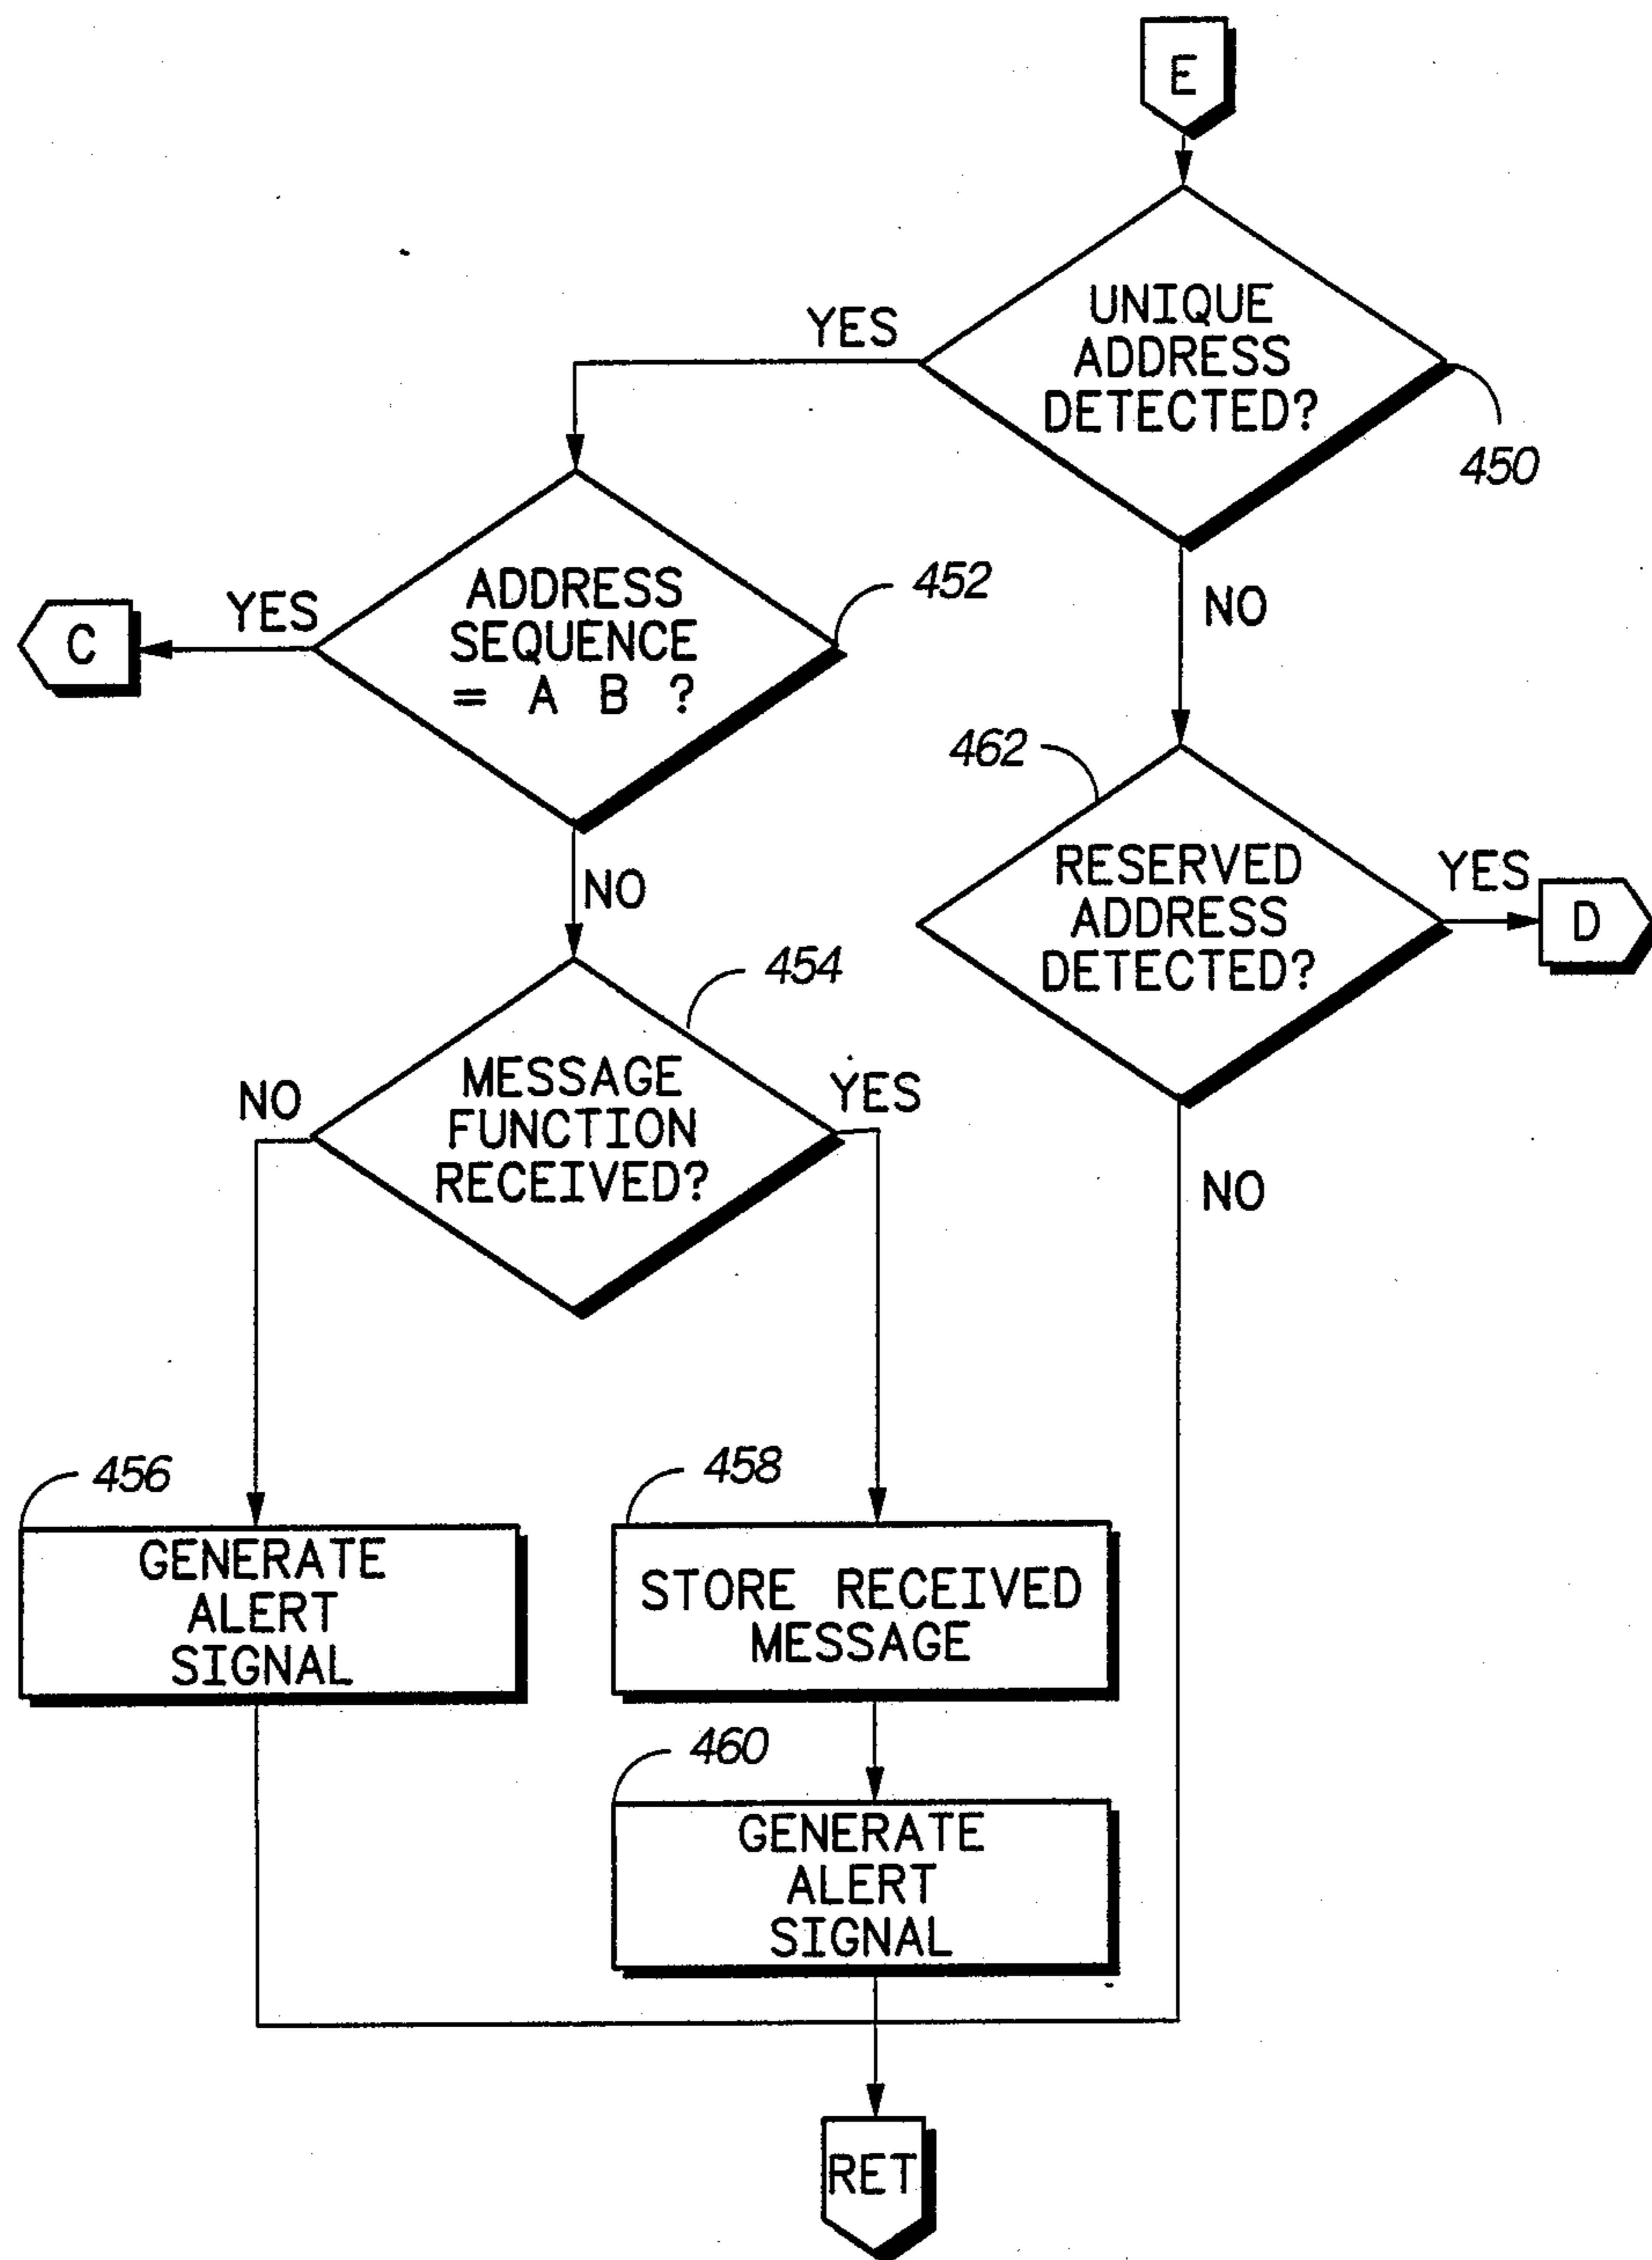 E
UNIQUE
ADDRESS
DETECTED?
YES
450
NO
ADDRESS
SEQUENCE
= A B ?
452
YES
C
NO
462
RESERVED
ADDRESS
DETECTED?
YES
D
NO
454
MESSAGE
FUNCTION
RECEIVED?
NO
YES
456
GENERATE
ALERT
SIGNAL
458
STORE RECEIVED
MESSAGE
460
GENERATE
ALERT
SIGNAL
RET